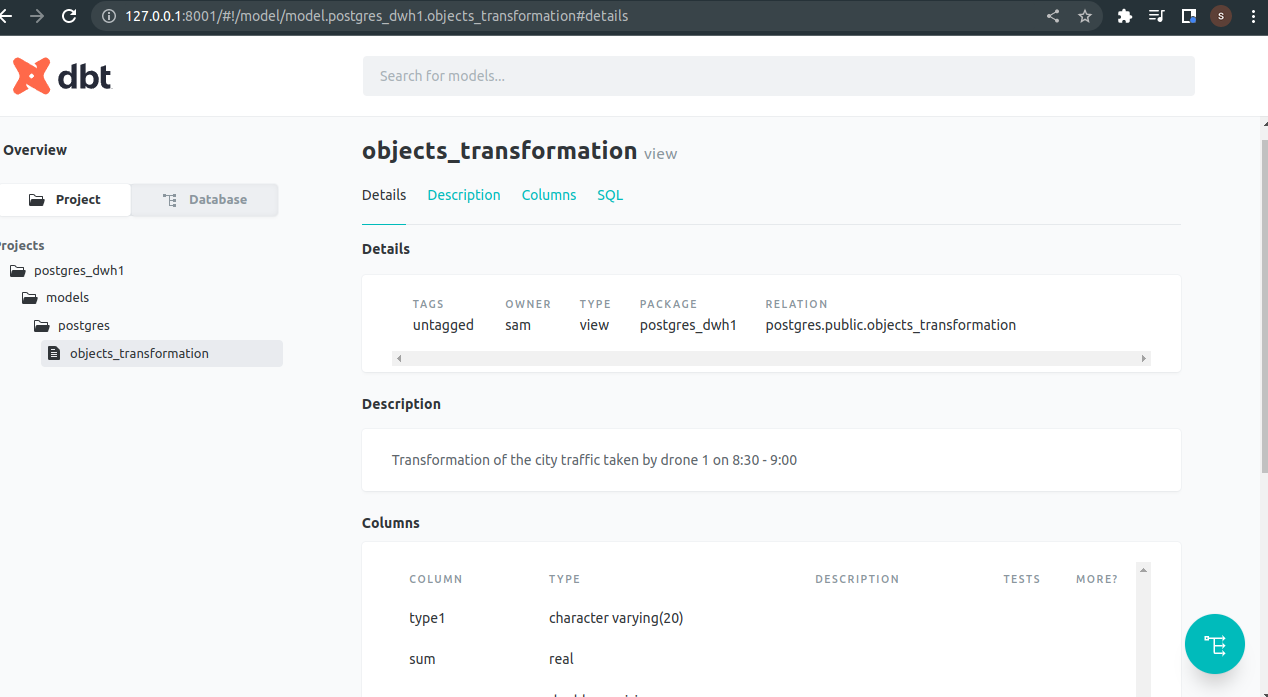 127.0.0.1:8001/#!/model/model.postgres_dwh1.objects_transformation#details
S
dbt
Search for models...
Overview
Project
Database
rojects
postgres_dwh1
models
postgres
objects_transformation
objects_transformation view
Details Description Columns SQL
Details
TAGS OWNER TYPE PACKAGE RELATION
untagged sam view postgres_dwh1 postgres.public.objects_transformation
Description
Transformation of the city traffic taken by drone 1 on 8:30 - 9:00
Columns
COLUMN TYPE DESCRIPTION TESTS MORE?
type1 character varying(20)
sum real